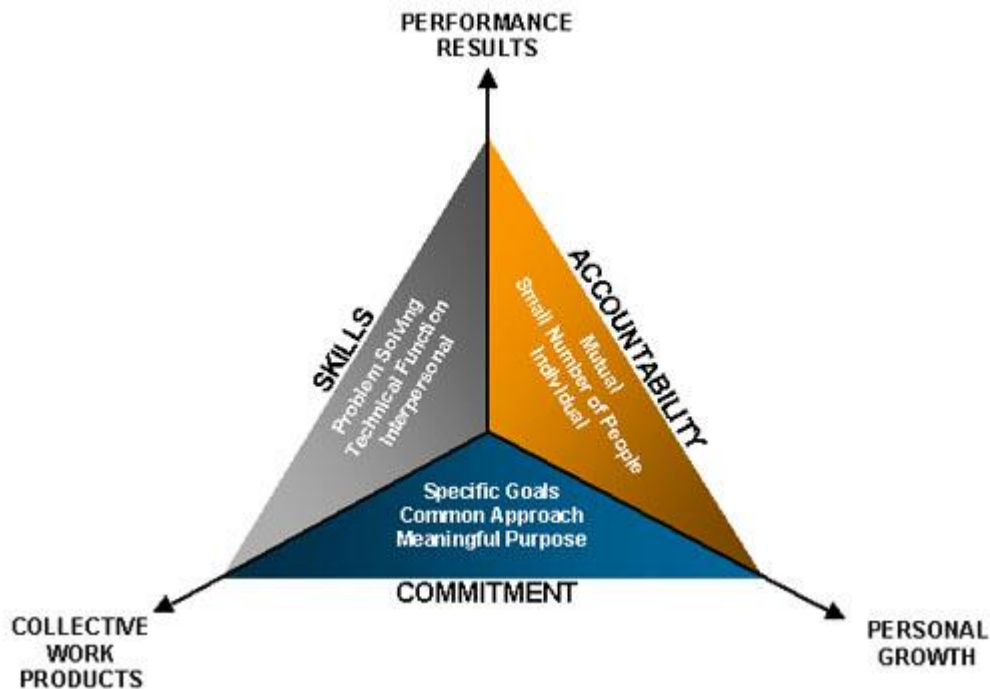 PERFORMANCE
RESULTS
SKILLS
Problem Solving
Technical Function
Interpersonal
ACCOUNTABILITY
Mutual
Small Number of People
Individual
Specific Goals
Common Approach
Meaningful Purpose
COMMITMENT
COLLECTIVE
WORK
PRODUCTS
PERSONAL
GROWTH